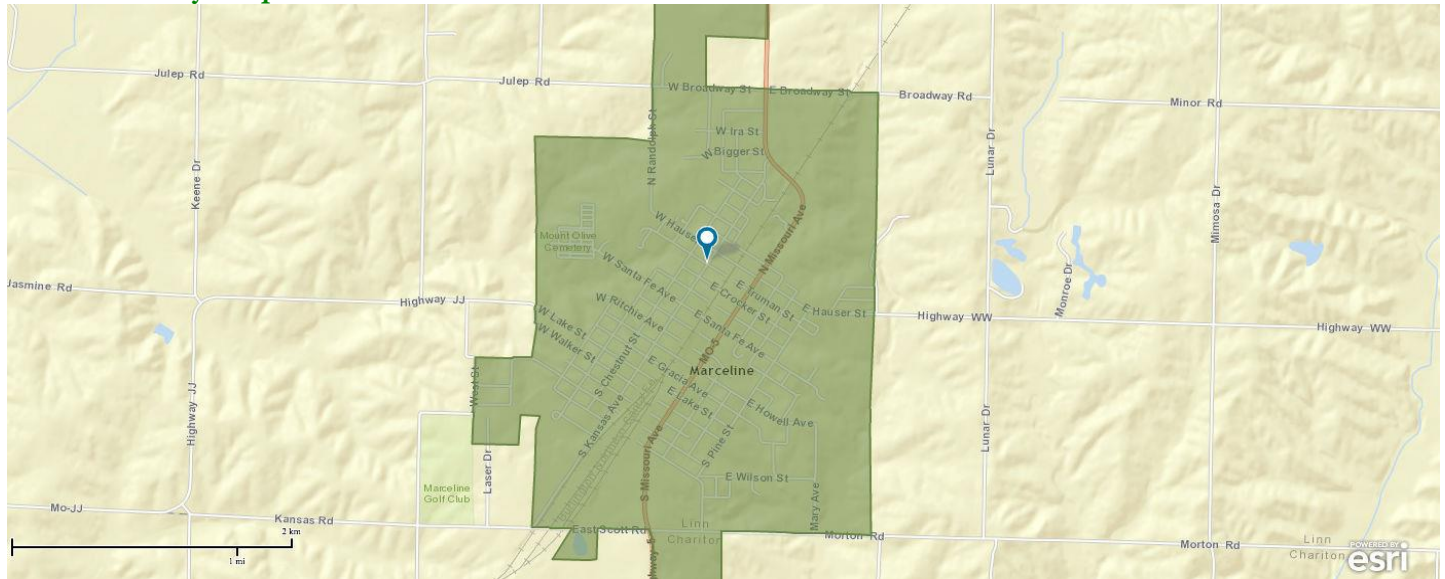 Julep Rd
Julep Rd
W Broadway St
E Broadway St
Broadway Rd
Minor Rd
W Ira St
W Bigger St
N Randolph St
Keene Dr
Lunar Dr
Mimosa Dr
W Hauser
Mount Olive
Cemetery
N Missouri Ave
W Santa Fe Ave
E Truman St
E Crocker St
E Hauser St
Monroe Dr
Jasmine Rd
Highway JJ
W Ritchie Ave
W Lake St
W Walker St
E Santa Fe Ave
Highway WW
Highway WW
MO-5
S Chestnut St
Marceline
E Gracia Ave
E Lake St
West St
E Howell Ave
Highway JJ
S Kansas Ave
S Pine St
Lunar Dr
S Missouri Ave
Laser Dr
Marceline
Golf Club
E Wilson St
Mary Ave
Mo-JJ
Kansas Rd
East Scott Rd
Linn
Chariton
Morton Rd
Morton Rd
Linn
Chariton
2 km
1 mi
POWERED BY
esri